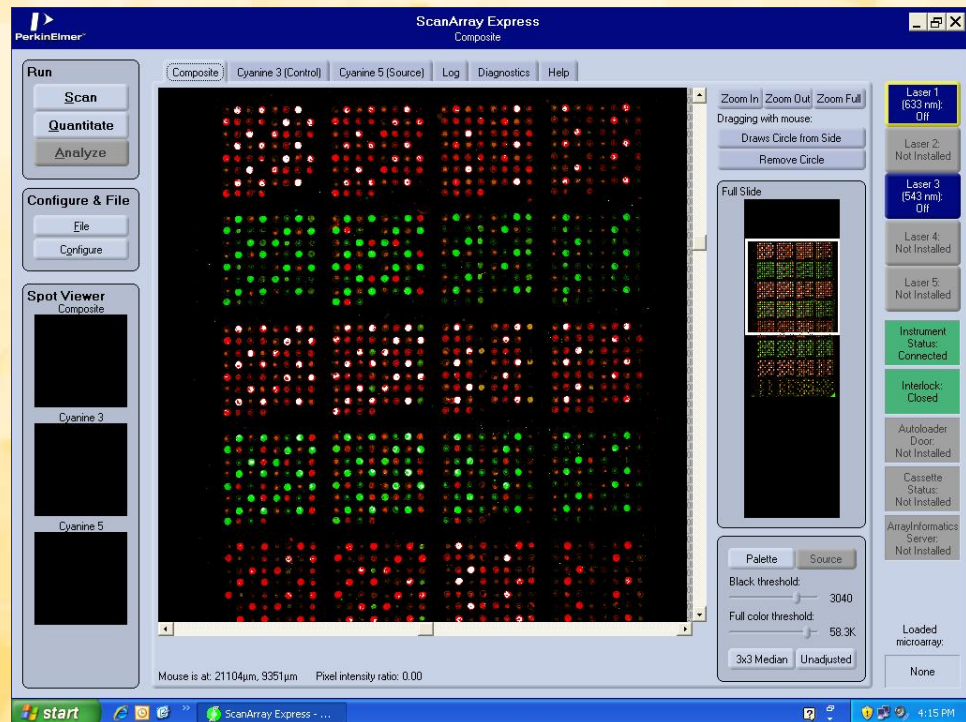 PerkinElmer™
ScanArray Express
Composite
Run
Scan
Quantitate
Analyze
Configure & File
File
Configure
Spot Viewer
Composite
Cyanine 3
Cyanine 5
Composite
Cyanine 3 (Control)
Cyanine 5 (Source)
Log
Diagnostics
Help
Mouse is at: 21104µm, 9351µm
Pixel intensity ratio: 0.00
Zoom In
Zoom Out
Zoom Full
Dragging with mouse:
Draws Circle from Side
Remove Circle
Full Slide
Palette
Source
Black threshold:
3040
Full color threshold:
58.3K
3x3 Median
Unadjusted
Laser 1
(633 nm):
Off
Laser 2:
Not Installed
Laser 3
(543 nm):
Off
Laser 4:
Not Installed
Laser 5:
Not Installed
Instrument
Status:
Connected
Interlock:
Closed
Autoloader
Door:
Not Installed
Cassette
Status:
Not Installed
ArrayInformatics
Server:
Not Installed
Loaded
microarray:
None
start
ScanArray Express - ...
4:15 PM